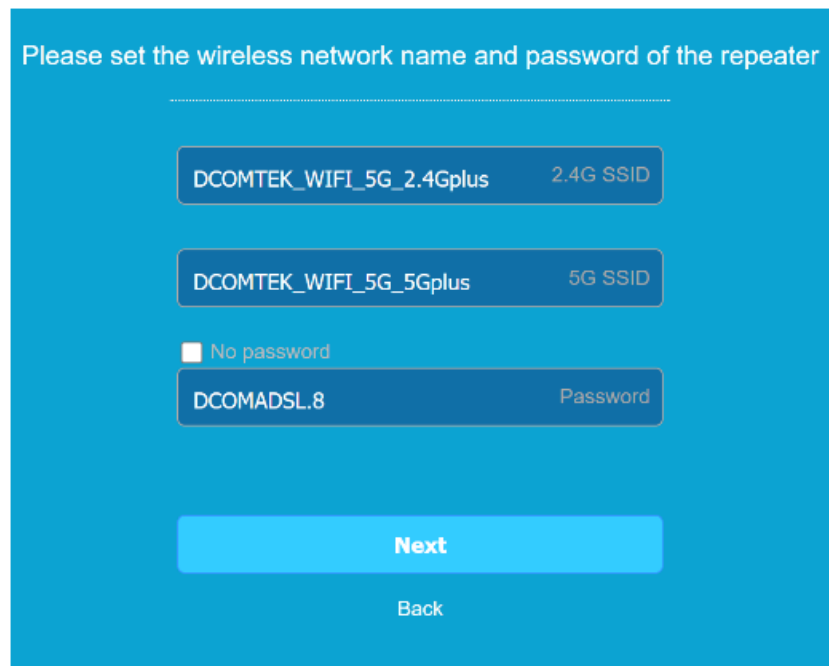 Please set the wireless network name and password of the repeater
DCOMTEK_WIFI_5G_2.4Gplus 2.4G SSID
DCOMTEK_WIFI_5G_5Gplus 5G SSID
No password
DCOMADSL.8 Password
Next
Back